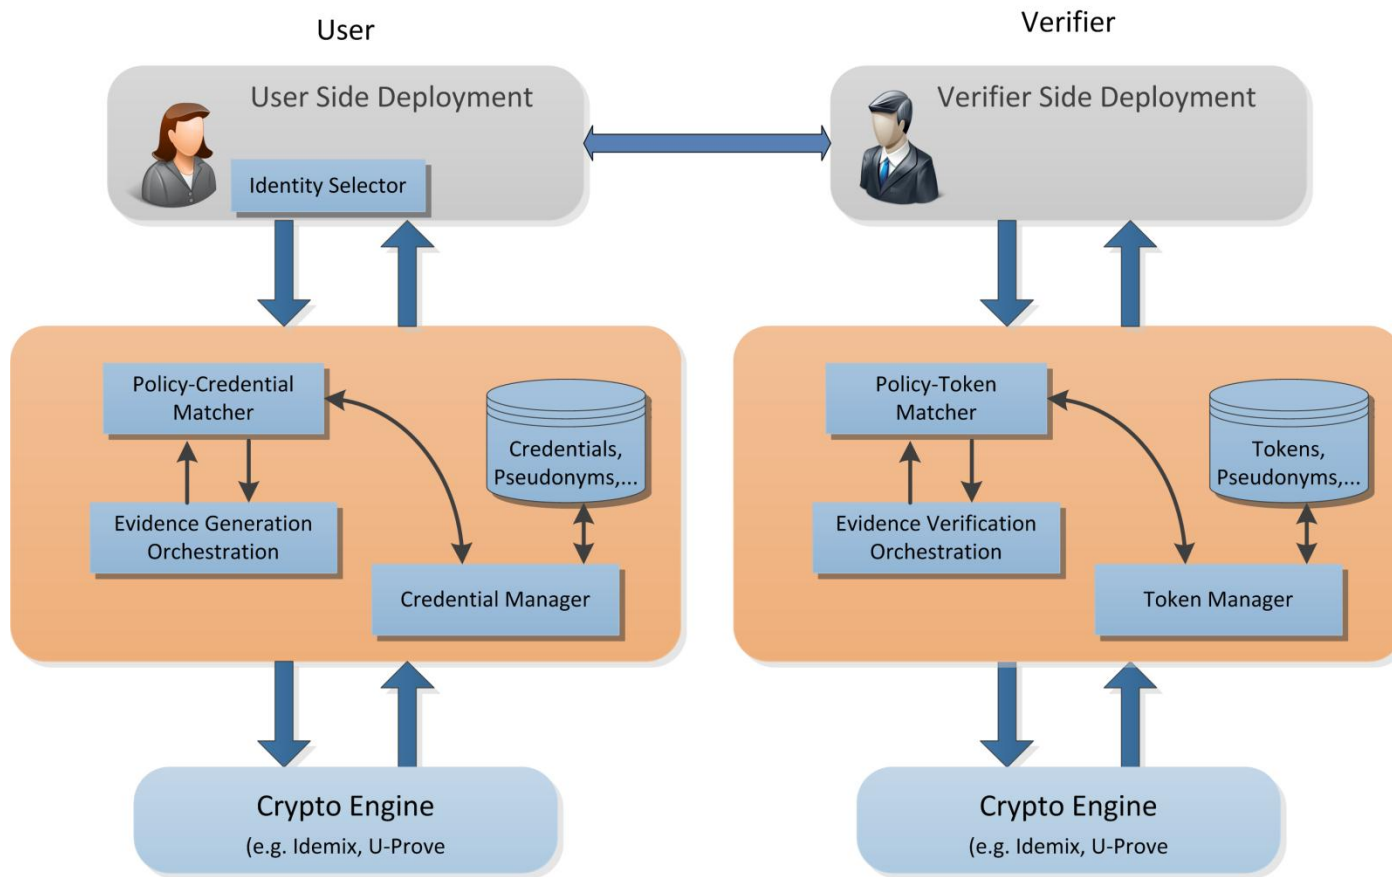 User
Verifier
User Side Deployment
Verifier Side Deployment
Identity Selector
Policy-Credential
Matcher
Credentials,
Pseudonyms,...
Evidence Generation
Orchestration
Credential Manager
Policy-Token
Matcher
Tokens,
Pseudonyms,...
Evidence Verification
Orchestration
Token Manager
Crypto Engine
(e.g. Idemix, U-Prove
Crypto Engine
(e.g. Idemix, U-Prove